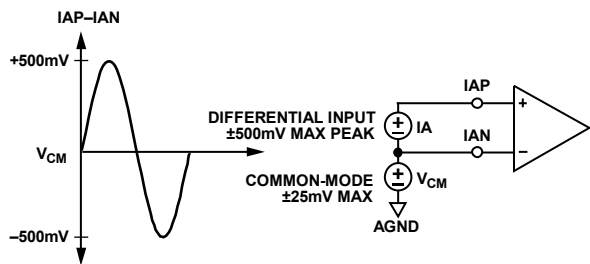 IAP–IAN
+500mV
VCM
–500mV
DIFFERENTIAL INPUT
±500mV MAX PEAK
IA
IAP
+
IAN
–
COMMON-MODE
±25mV MAX
VCM
AGND